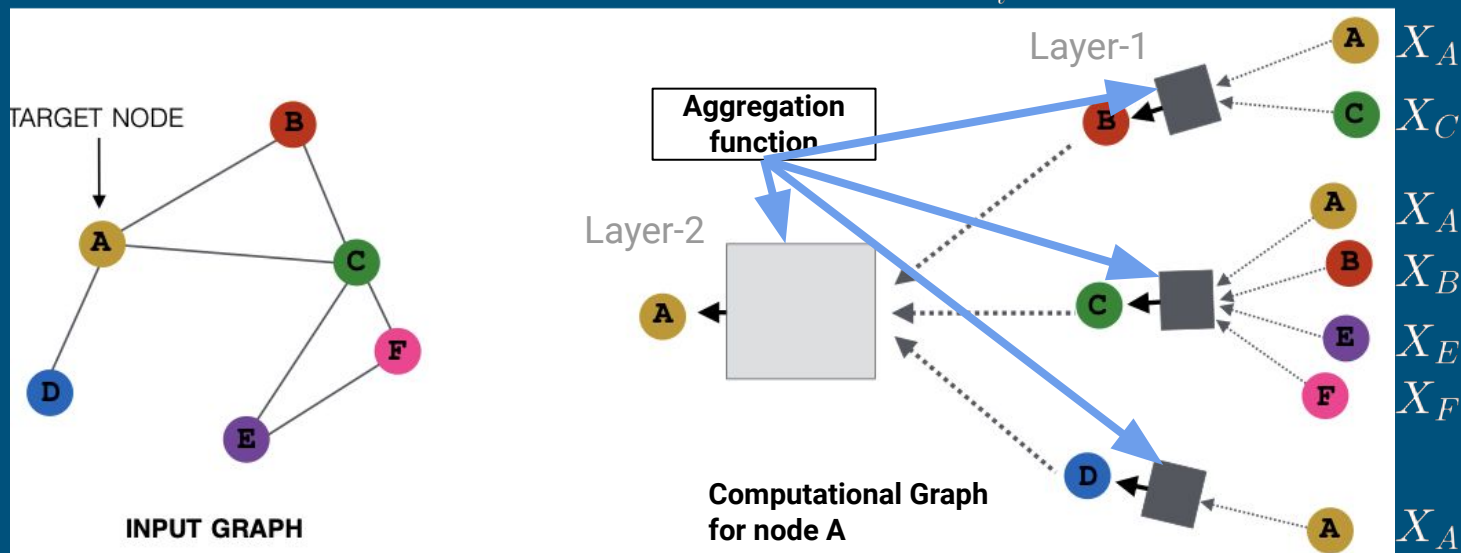 TARGET NODE
B
A
C
F
D
E
INPUT GRAPH
Layer-1
Aggregation
function
Layer-2
A
B
C
D
A
C
A
B
E
F
A
X_A
X_C
X_A
X_B
X_E
X_F
X_A
Computational Graph
for node A